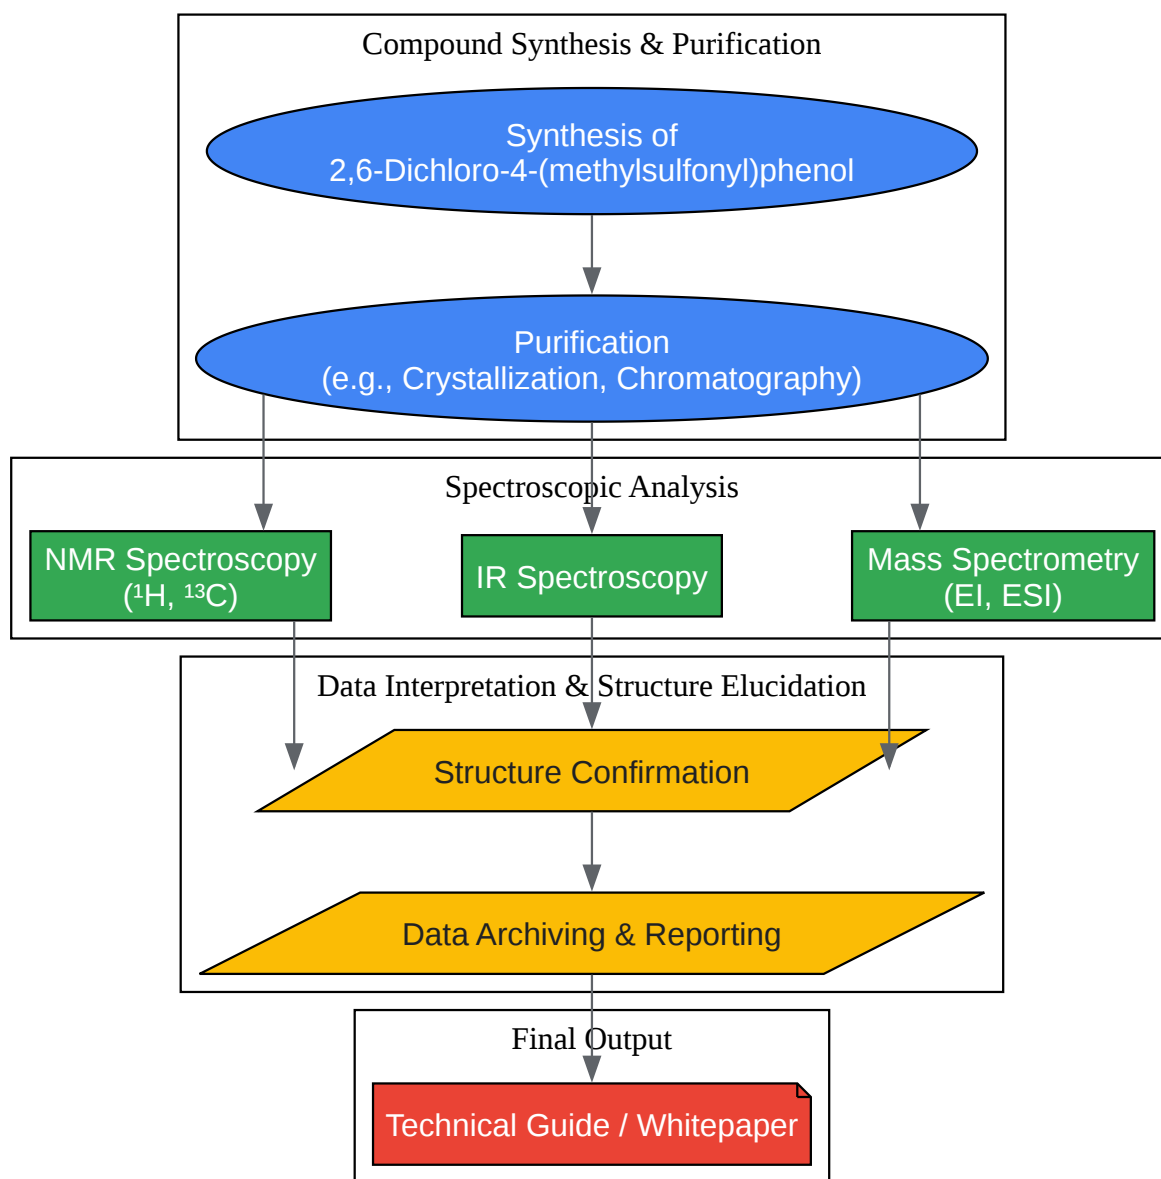 Compound Synthesis & Purification
Synthesis of
2,6-Dichloro-4-(methylsulfonyl)phenol
Purification
(e.g., Crystallization, Chromatography)
Spectroscopic Analysis
NMR Spectroscopy
(¹H, ¹³C)
IR Spectroscopy
Mass Spectrometry
(EI, ESI)
Data Interpretation & Structure Elucidation
Structure Confirmation
Data Archiving & Reporting
Final Output
Technical Guide / Whitepaper